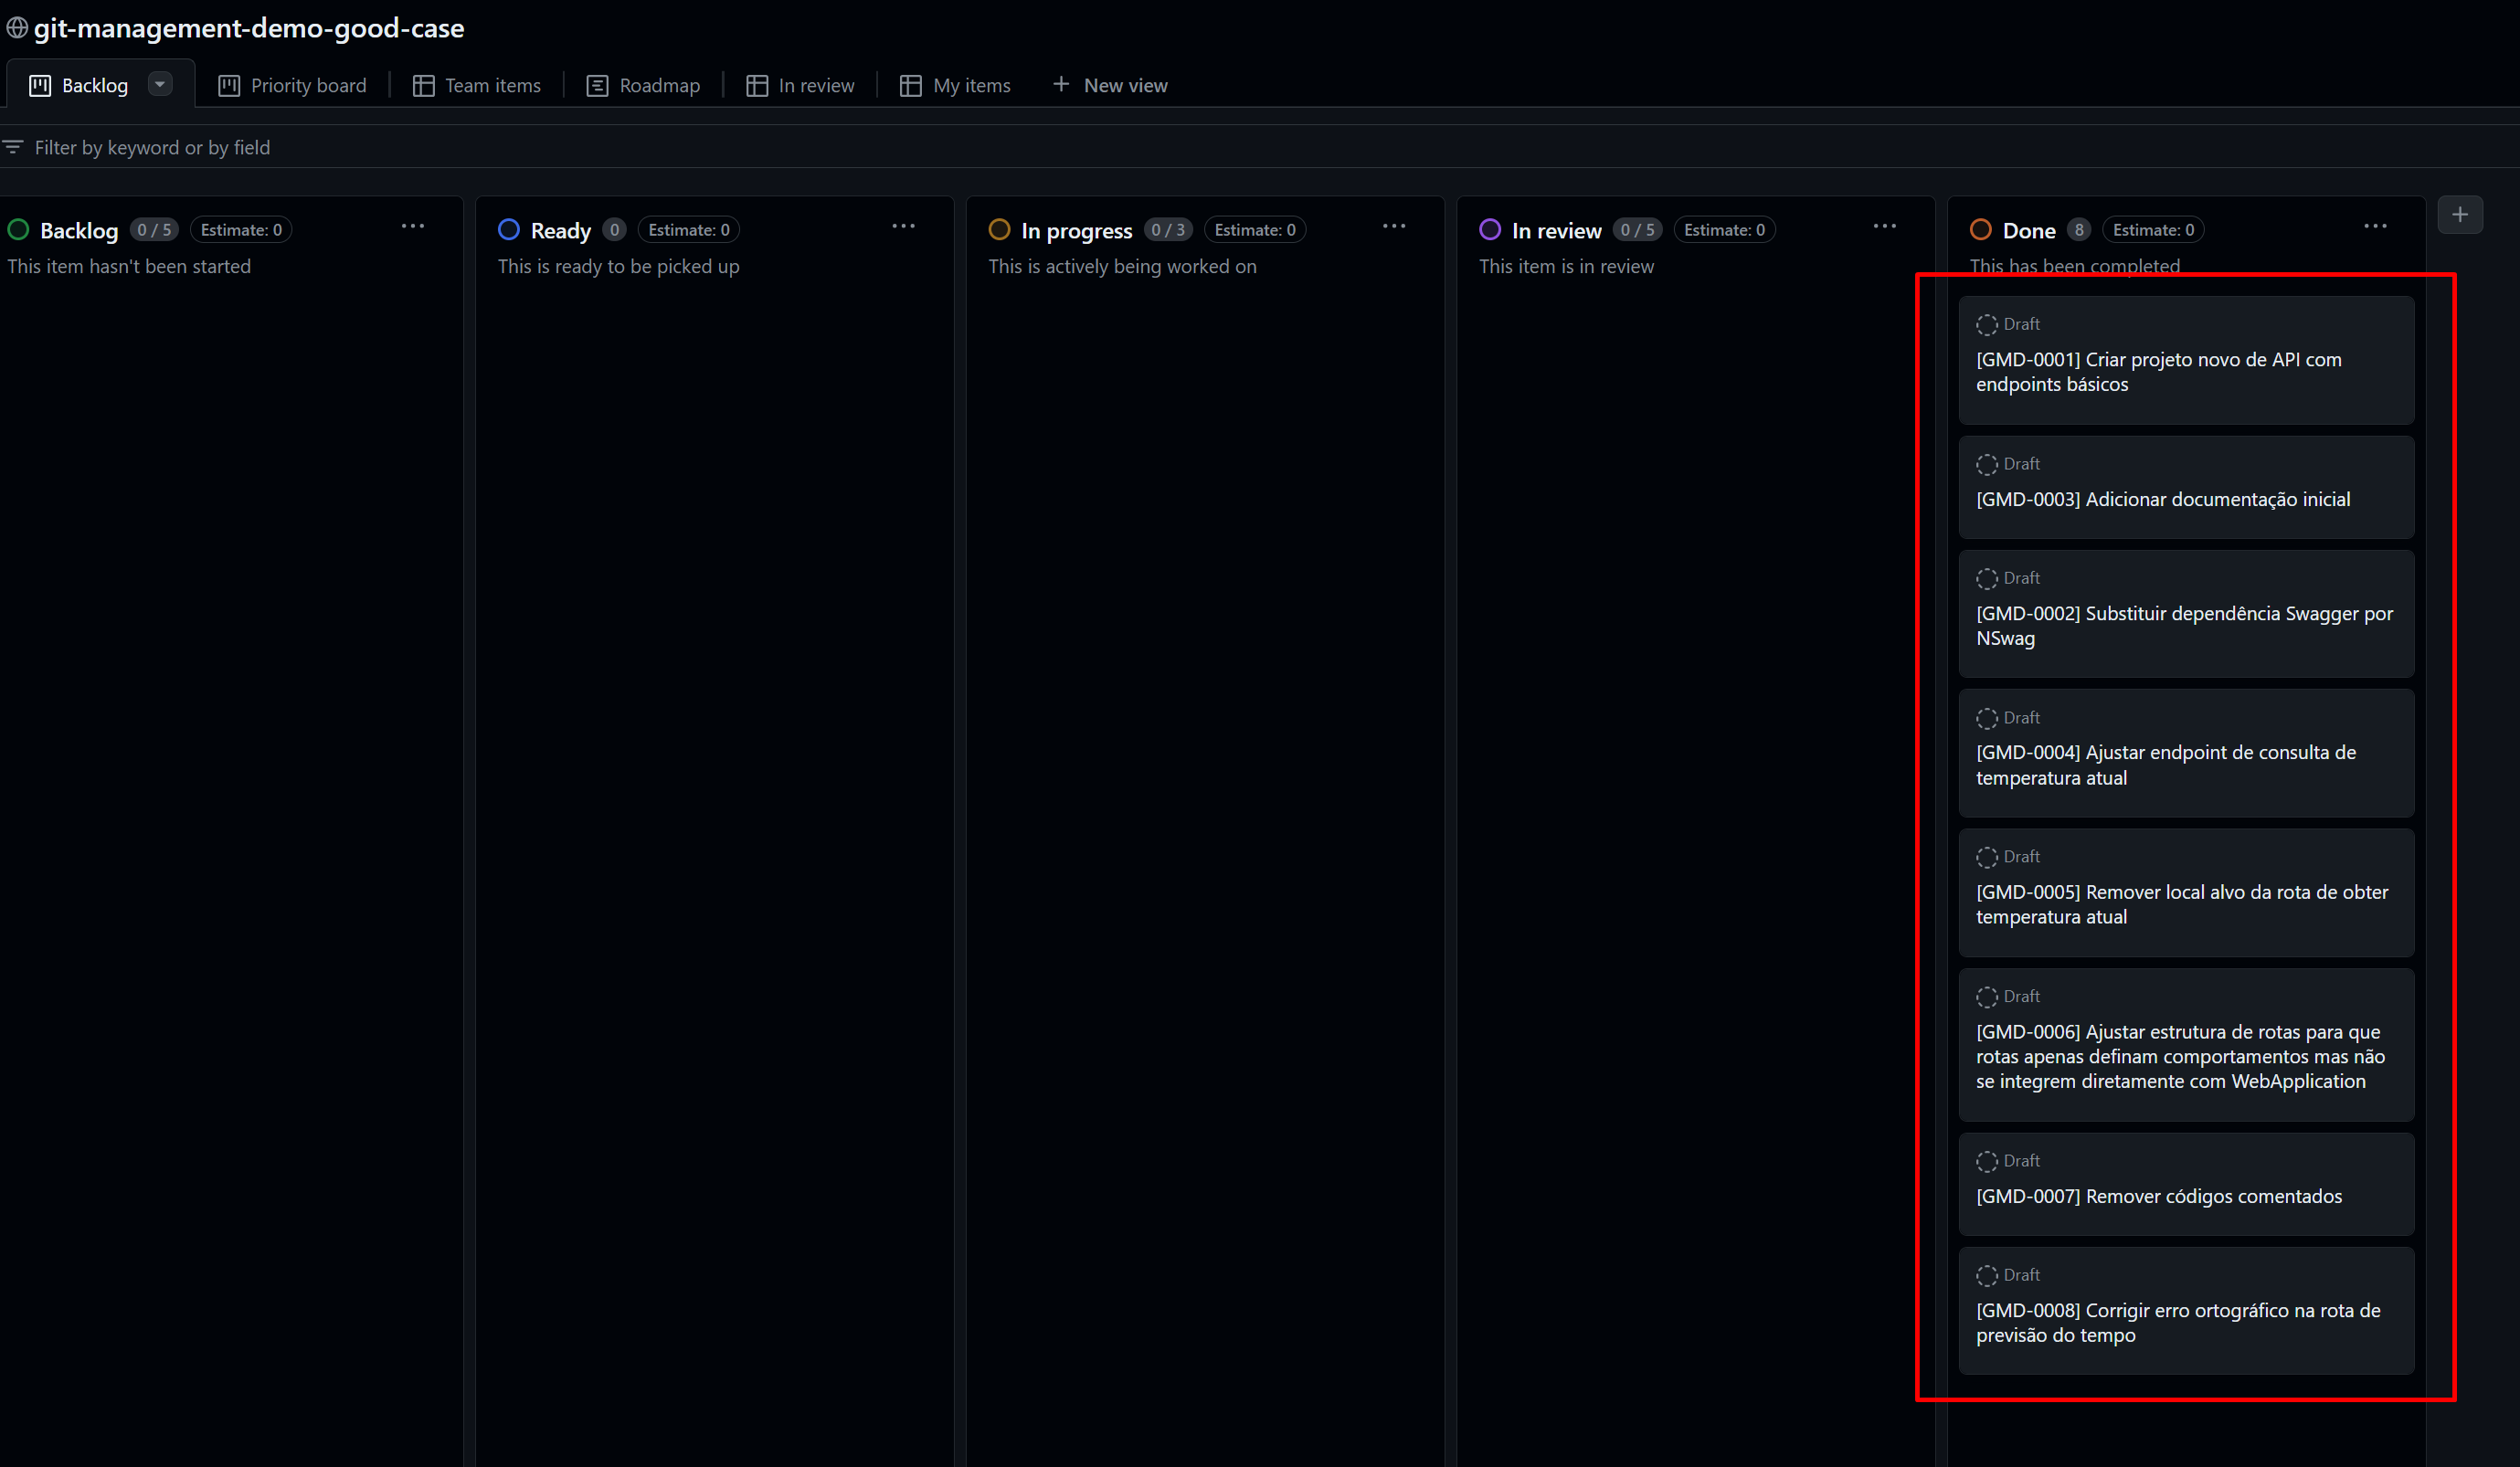 git-management-demo-good-case
Backlog
Priority board
Team items
Roadmap
In review
My items
New view
Filter by keyword or by field
Backlog 0 / 5 Estimate: 0
This item hasn't been started
Ready 0 Estimate: 0
This is ready to be picked up
In progress 0 / 3 Estimate: 0
This is actively being worked on
In review 0 / 5 Estimate: 0
This item is in review
Done 8 Estimate: 0
This has been completed
Draft
[GMD-0001] Criar projeto novo de API com
endpoints básicos
Draft
[GMD-0003] Adicionar documentação inicial
Draft
[GMD-0002] Substituir dependência Swagger por
NSwag
Draft
[GMD-0004] Ajustar endpoint de consulta de
temperatura atual
Draft
[GMD-0005] Remover local alvo da rota de obter
temperatura atual
Draft
[GMD-0006] Ajustar estrutura de rotas para que
rotas apenas definam comportamentos mas não
se integrem diretamente com WebApplication
Draft
[GMD-0007] Remover códigos comentados
Draft
[GMD-0008] Corrigir erro ortográfico na rota de
previsão do tempo